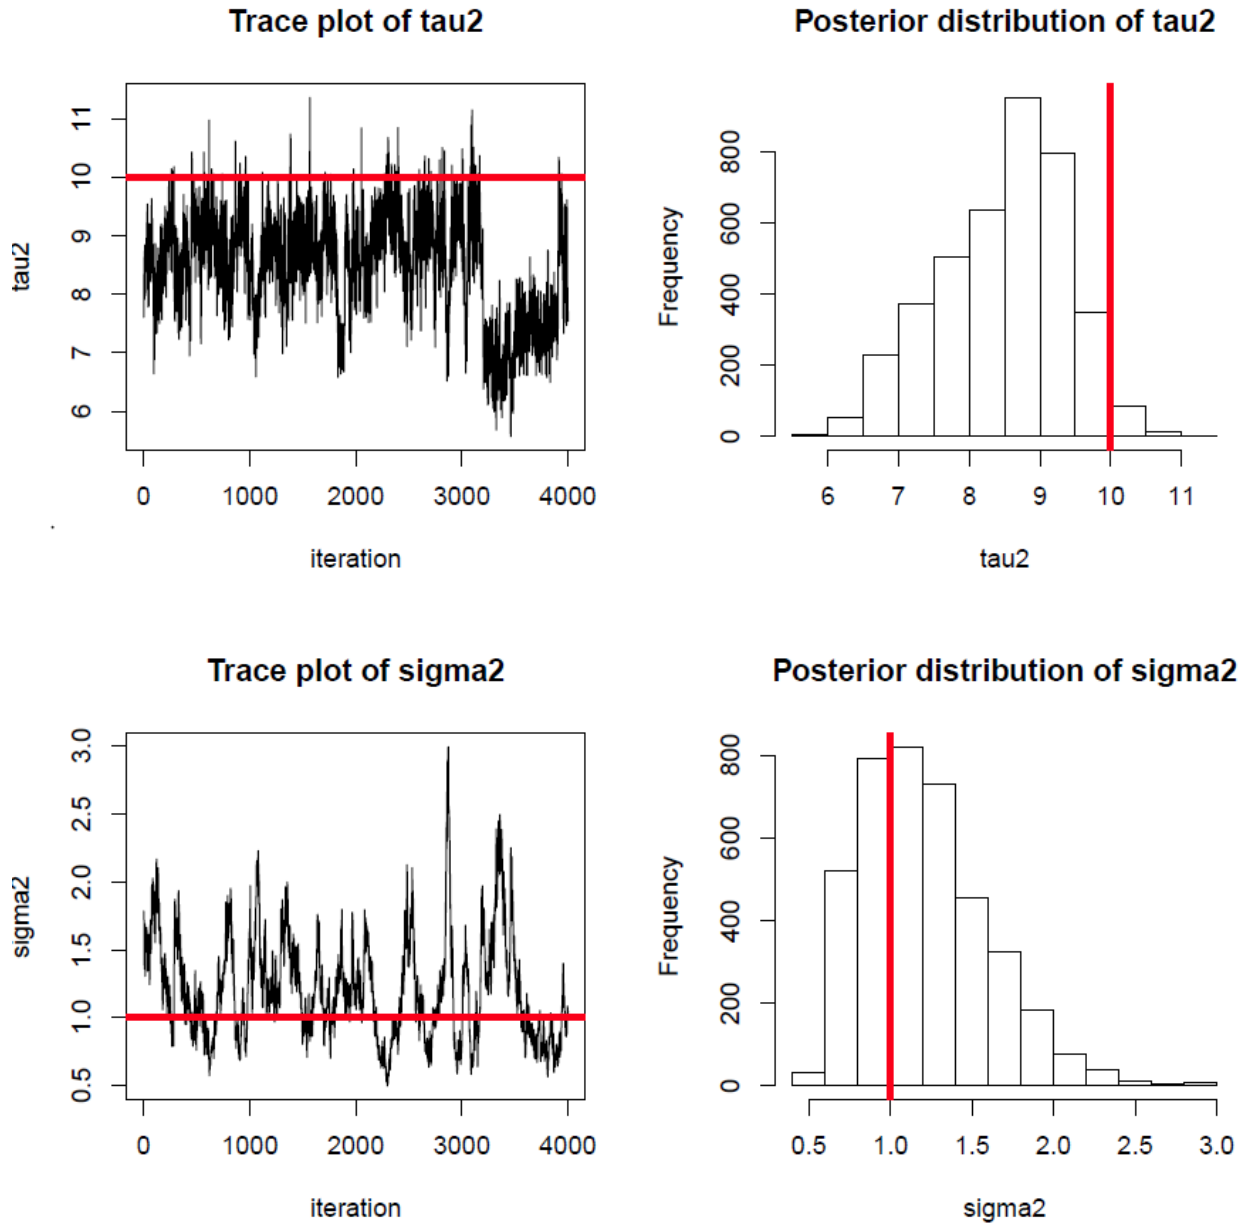 Trace plot of tau2
Posterior distribution of tau2
tau2
11
10
9
8
7
6
0 1000 2000 3000 4000
iteration
Frequency
800
600
400
200
0
6 7 8 9 10 11
tau2
Trace plot of sigma2
Posterior distribution of sigma2
sigma2
3.0
2.5
2.0
1.5
1.0
0.5
0 1000 2000 3000 4000
iteration
Frequency
800
600
400
200
0
0.5 1.0 1.5 2.0 2.5 3.0
sigma2